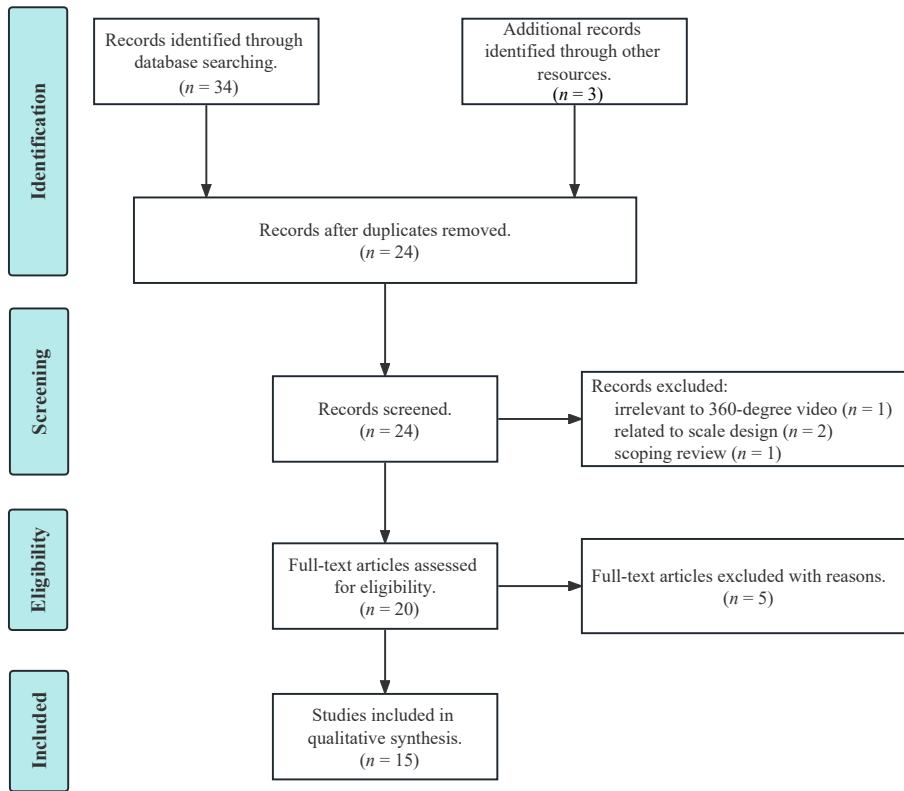 Identification
Records identified through
database searching.
(n = 34)
Additional records
identified through other
resources.
(n = 3)
Records after duplicates removed.
(n = 24)
Screening
Records screened.
(n = 24)
Records excluded:
irrelevant to 360-degree video (n = 1)
related to scale design (n = 2)
scoping review (n = 1)
Eligibility
Full-text articles assessed
for eligibility.
(n = 20)
Full-text articles excluded with reasons.
(n = 5)
Included
Studies included in
qualitative synthesis.
(n = 15)